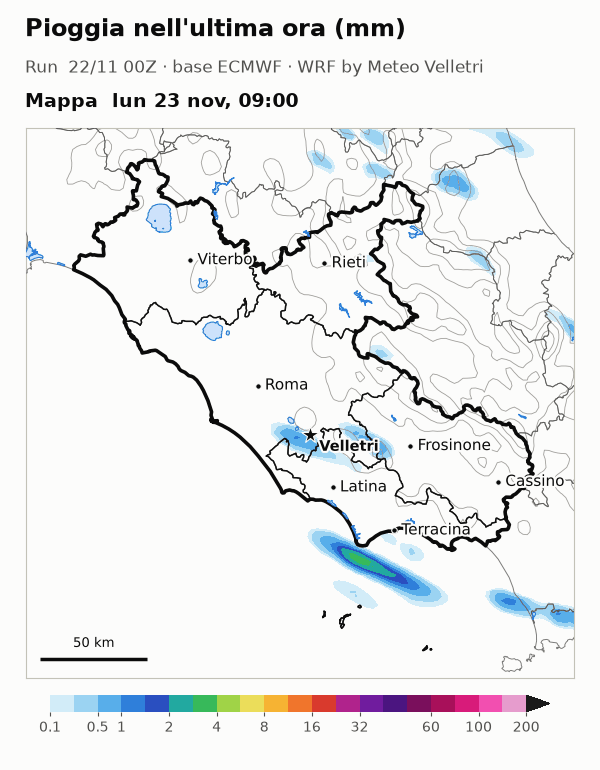 Pioggia nell'ultima ora (mm)
Run  22/11 00Z · base ECMWF · WRF by Meteo Velletri
Mappa  lun 23 nov, 09:00
Viterbo
Rieti
Roma
Velletri
Frosinone
Cassino
Latina
Terracina
50 km
0.1 0.5 1 2 4 8 16 32 60 100 200